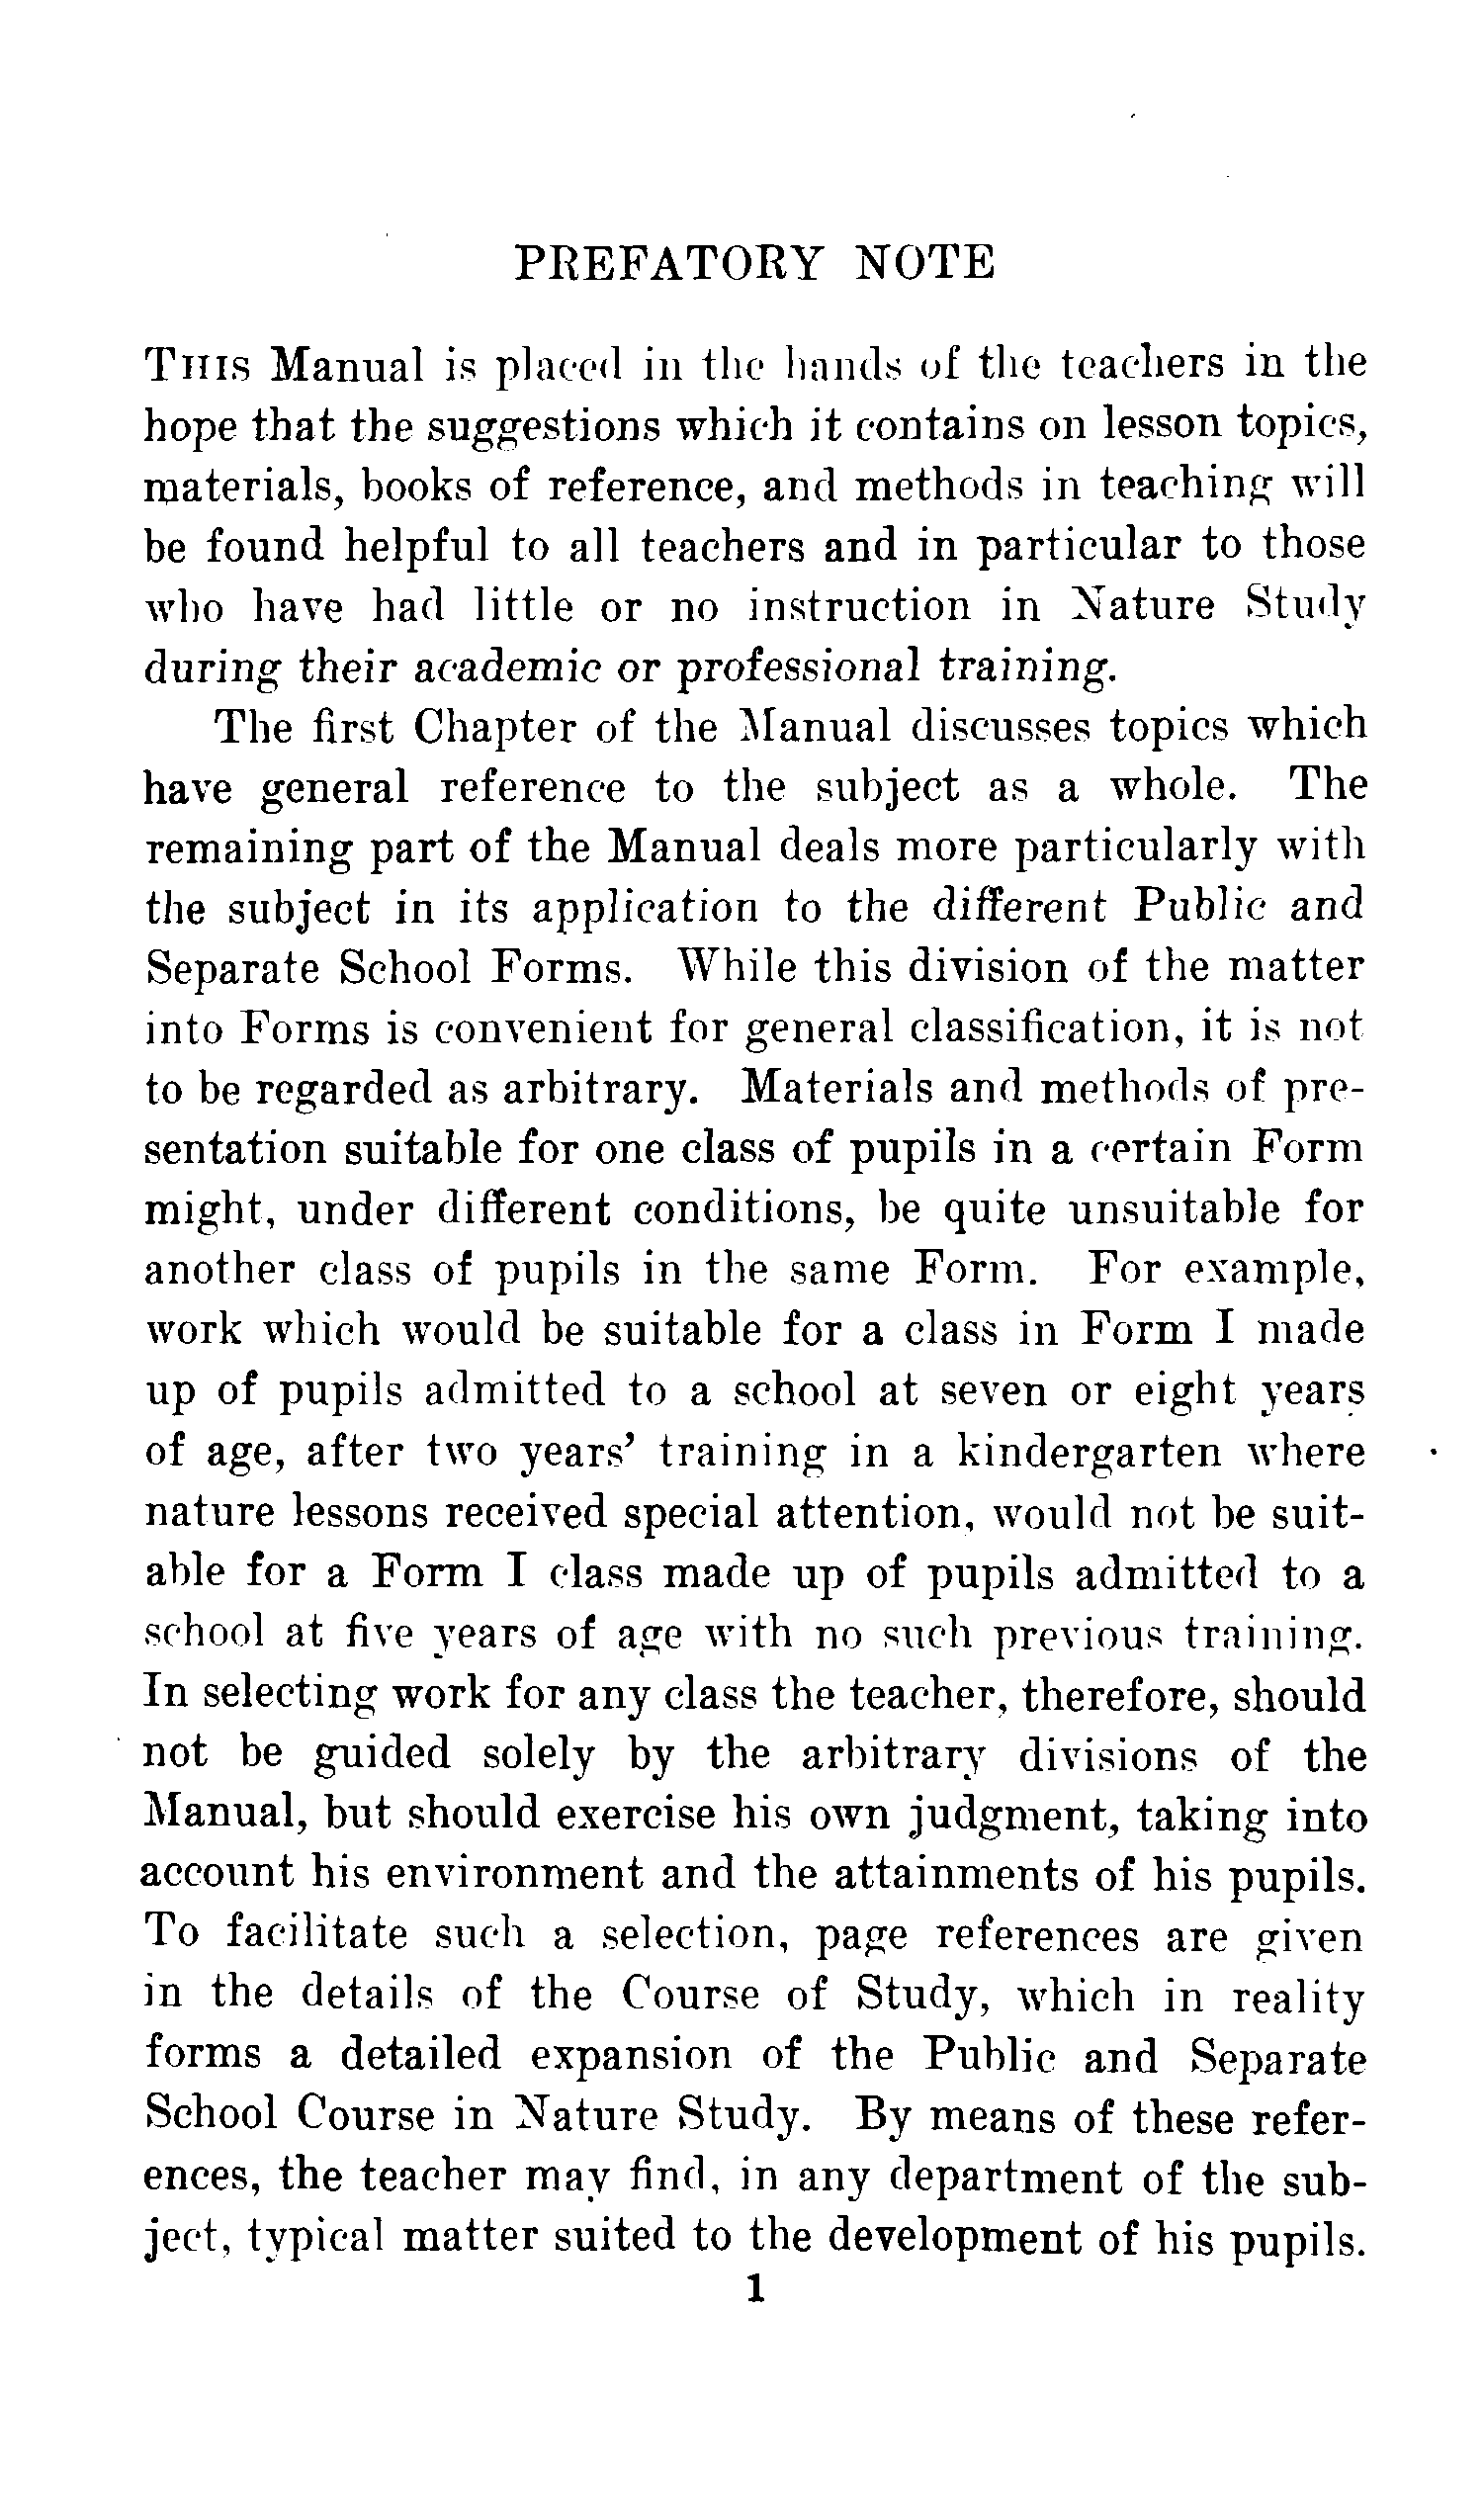 PREFATORY NOTE
THIS Manual is placed in the hands of the teachers in the
hope that the suggestions which it contains on lesson topics,
materials, books of reference, and methods in teaching will
be found helpful to all teachers and in particular to those
who have had little or no instruction in Nature Study
during their academic or professional training.
The first Chapter of the Manual discusses topics which
have general reference to the subject as a whole. The
remaining part of the Manual deals more particularly with
the subject in its application to the different Public and
Separate School Forms. While this division of the matter
into Forms is convenient for general classification, it is not
to be regarded as arbitrary. Materials and methods of pre-
sentation suitable for one class of pupils in a certain Form
might, under different conditions, be quite unsuitable for
another class of pupils in the same Form. For example,
work which would be suitable for a class in Form I made
up of pupils admitted to a school at seven or eight years
of age, after two years' training in a kindergarten where
nature lessons received special attention, would not be suit-
able for a Form I class made up of pupils admitted to a
school at five years of age with no such previous training.
In selecting work for any class the teacher, therefore, should
not be guided solely by the arbitrary divisions of the
Manual, but should exercise his own judgment, taking into
account his environment and the attainments of his pupils.
To facilitate such a selection, page references are given
in the details of the Course of Study, which in reality
forms a detailed expansion of the Public and Separate
School Course in Nature Study. By means of these refer-
ences, the teacher may find, in any department of the sub-
ject, typical matter suited to the development of his pupils.
1